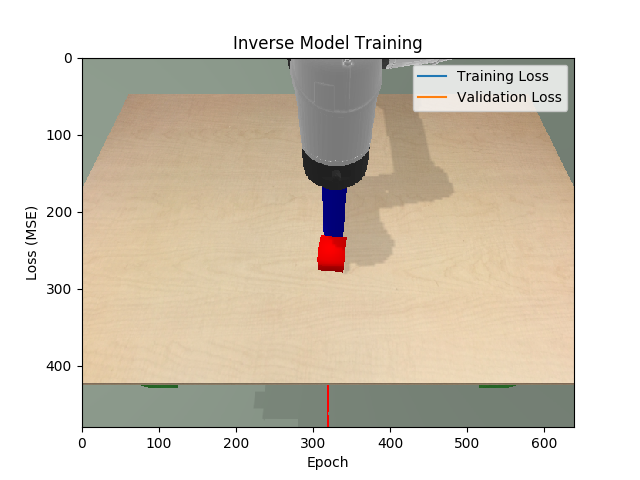 Inverse Model Training
Training Loss
Validation Loss
0
100
200
300
400
Loss (MSE)
0 100 200 300 400 500 600
Epoch